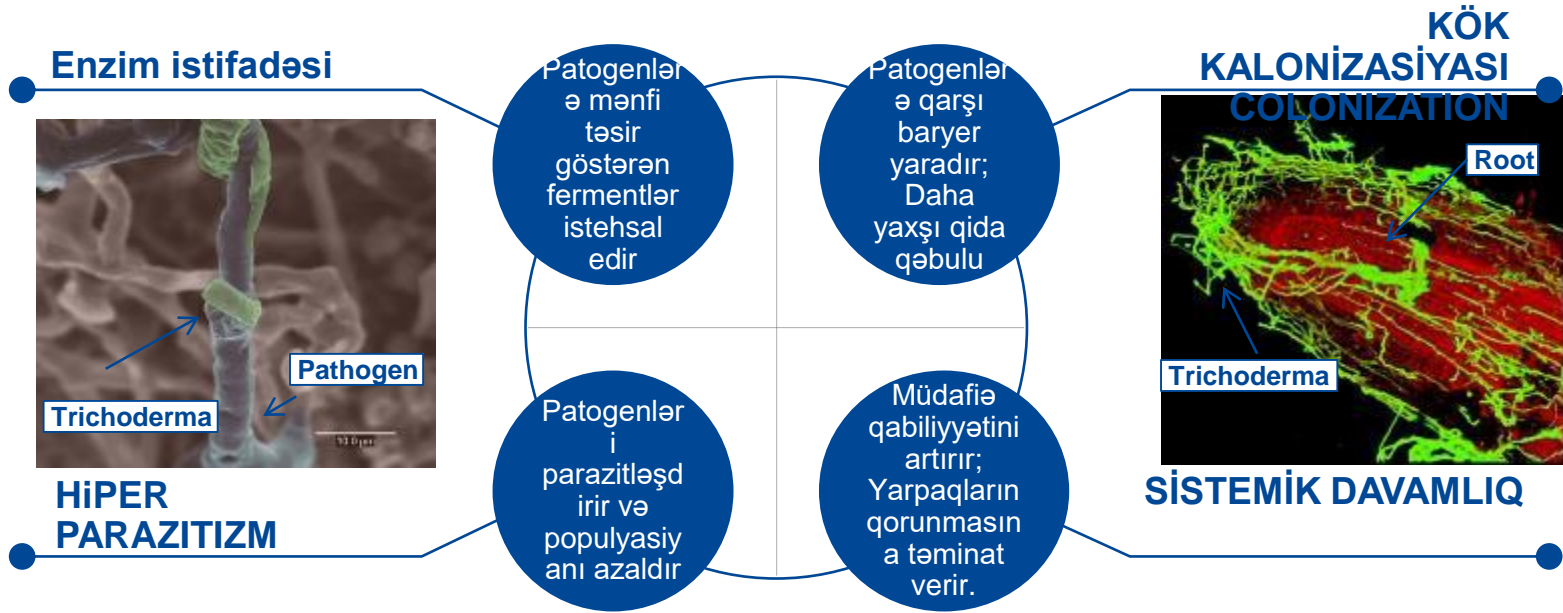 Enzim istifadəsi
Patogenlər
ə mənfi
təsir
göstərən
fermentlər
istehsal
edir
Patogenlər
ə qarşı
baryer
yaradır;
Daha
yaxşı qida
qəbulu
KÖK
KALONİZASİYASI
COLONIZATION
Root
Trichoderma
Pathogen
Trichoderma
10.0µm
HiPER
PARAZITIZM
Patogenlər
i
parazitləşd
irir və
populyasiy
anı azaldır
Müdafiə
qabiliyyətini
artırır;
Yarpaqların
qorunmasın
a təminat
verir.
SİSTEMİK DAVAMLIQ